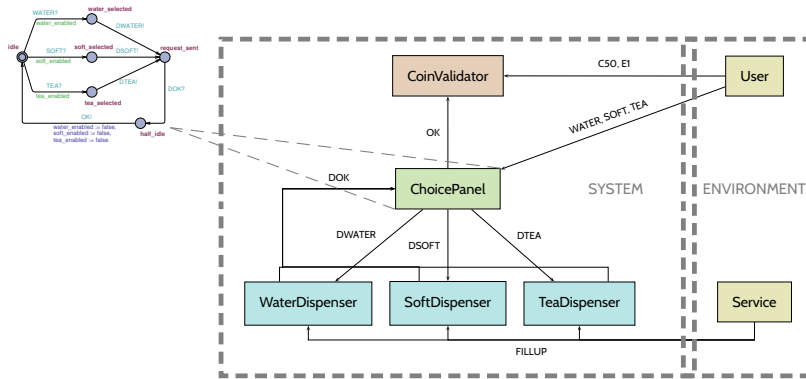 WATER?
water_selected
water_enabled
DWATER!
idle
SOFT?
soft_selected
DSOFT!
request_sent
soft_enabled
TEA?
DTEA!
tea_enabled
tea_selected
DOK?
OK!
water_enabled := false,
soft_enabled := false,
tea_enabled := false
half_idle
CoinValidator
C50, E1
User
OK
WATER, SOFT, TEA
DOK
ChoicePanel
SYSTEM
ENVIRONMENT
DWATER
DSOFT
DTEA
WaterDispenser
SoftDispenser
TeaDispenser
Service
FILLUP